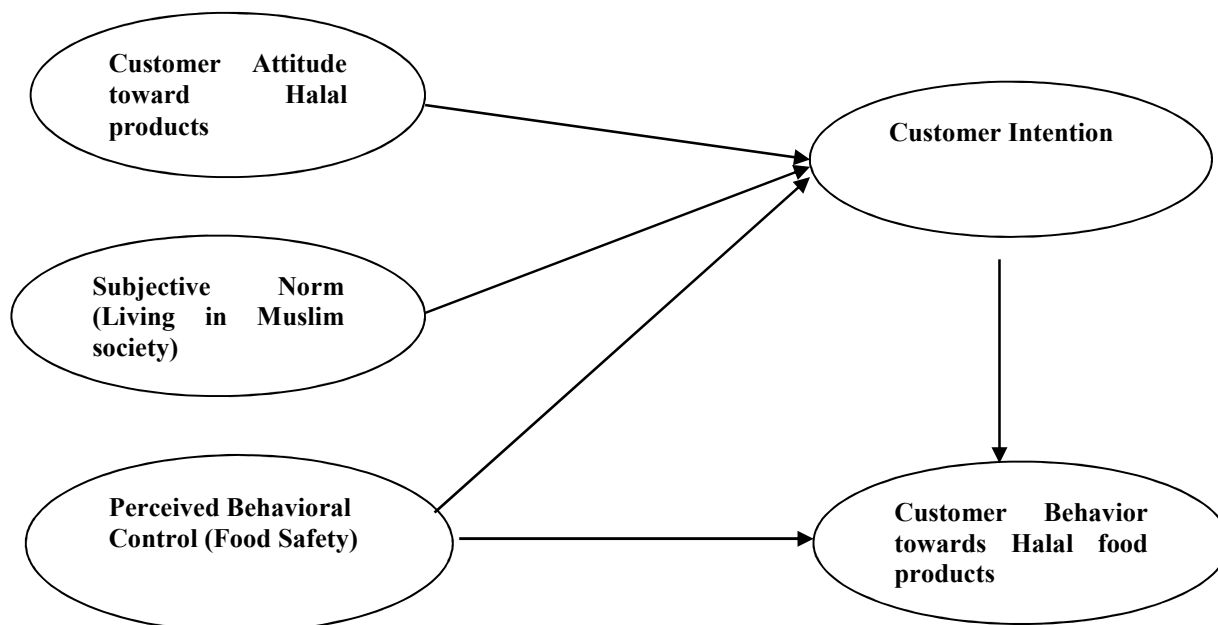 Customer Attitude
toward Halal
products
Customer Intention
Subjective Norm
(Living in Muslim
society)
Perceived Behavioral
Control (Food Safety)
Customer Behavior
towards Halal food
products